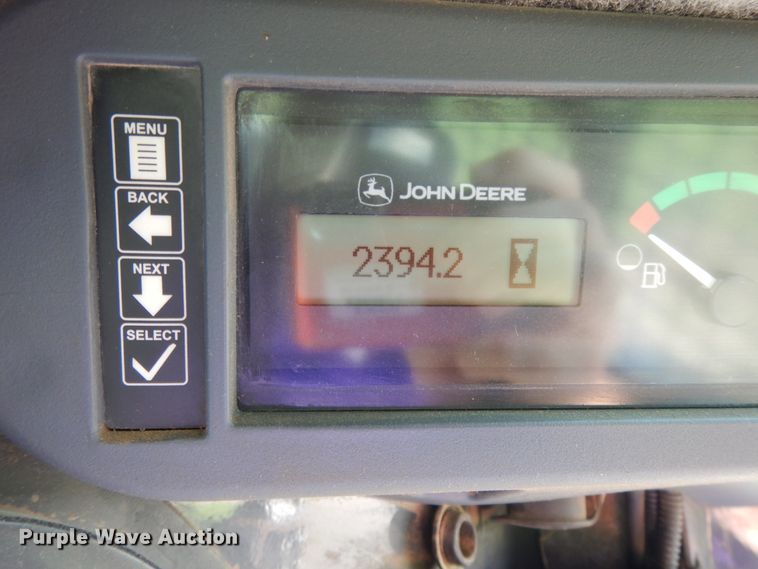 MENU
BACK
NEXT
SELECT
JOHN DEERE
2394.2
Purple Wave Auction